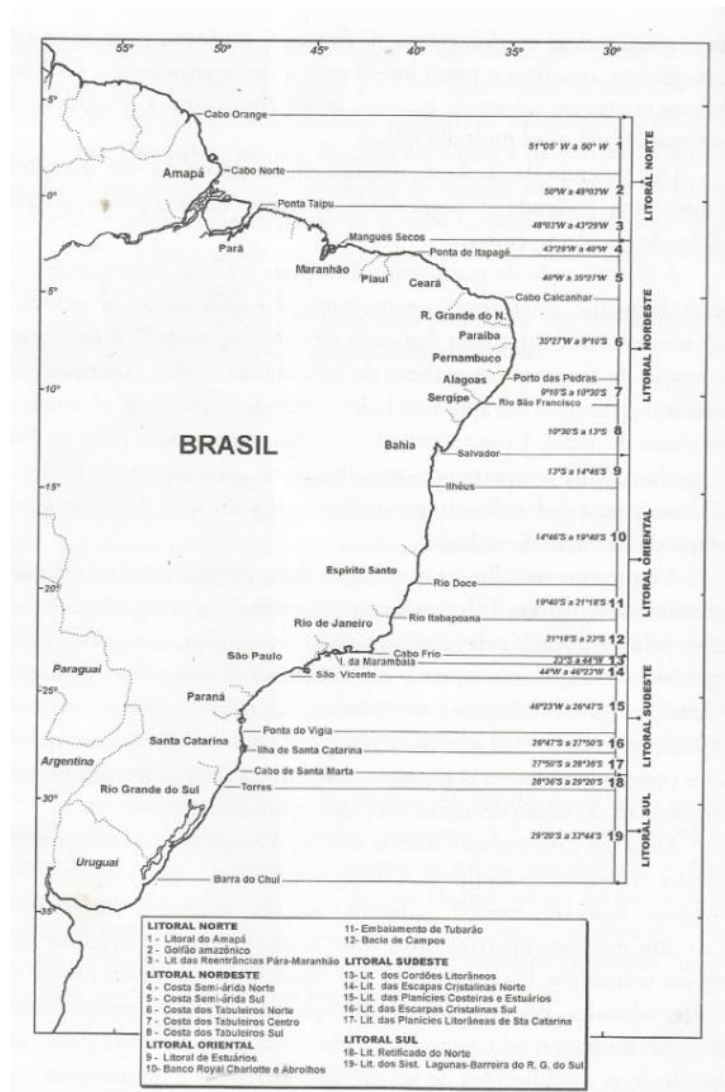 55° 50° 45° 40° 35° 30°
5°
0°
5°
10°
15°
20°
25°
30°
35°
Cabo Orange
Amapá
Cabo Norte
Ponta Taipu
Pará
Mangues Secos
Maranhão
Ponta de Itapagé
Piauí
Ceará
Cabo Calcanhar
R. Grande do N.
Paraíba
Pernambuco
Porto das Pedras
Alagoas
Rio São Francisco
Sergipe
BRASIL
Bahia
Salvador
Ilhéus
Espirito Santo
Rio Doce
Rio Itabapoana
Rio de Janeiro
Cabo Frio
São Paulo
I. da Marambaia
São Vicente
Paraguai
Paraná
Ponta do Vigia
Santa Catarina
Ilha de Santa Catarina
Argentina
Cabo de Santa Marta
Rio Grande do Sul
Torres
Uruguai
Barra do Chuí
51°05' W a 50° W 1
50°W a 48°03'W 2
48°03'W a 43°29'W 3
43°29'W a 40°W 4
40°W a 35°27'W 5
35°27'W a 9°10'S 6
9°10'S a 10°30'S 7
10°30'S a 13°S 8
13°S a 14°46'S 9
14°46'S a 19°40'S 10
19°40'S a 21°18'S 11
21°18'S a 23°S 12
23°S a 44°W 13
44°W a 46°23'W 14
46°23'W a 26°47'S 15
26°47'S a 27°50'S 16
27°50'S a 28°36'S 17
28°36'S a 29°20'S 18
29°20'S a 33°44'S 19
LITORAL NORTE
LITORAL NORDESTE
LITORAL ORIENTAL
LITORAL SUDESTE
LITORAL SUL
LITORAL NORTE
1 - Litoral do Amapá
2 - Golfão amazônico
3 - Lit das Reentrâncias Pára-Maranhão
LITORAL NORDESTE
4 - Costa Semi-árida Norte
5 - Costa Semi-árida Sul
6 - Costa dos Tabuleiros Norte
7 - Costa dos Tabuleiros Centro
8 - Costa dos Tabuleiros Sul
LITORAL ORIENTAL
9 - Litoral de Estuários
10- Banco Royal Charlotte e Abrolhos
11- Embaiamento de Tubarão
12- Bacia de Campos
LITORAL SUDESTE
13- Lit. dos Cordões Litorâneos
14- Lit. das Escapas Cristalinas Norte
15- Lit. das Planícies Costeiras e Estuários
16- Lit. das Escarpas Cristalinas Sul
17- Lit. das Planícies Litorâneas de Sta Catarina
LITORAL SUL
18- Lit. Retificado do Norte
19- Lit. dos Sist. Lagunas-Barreira do R. G. do Sul